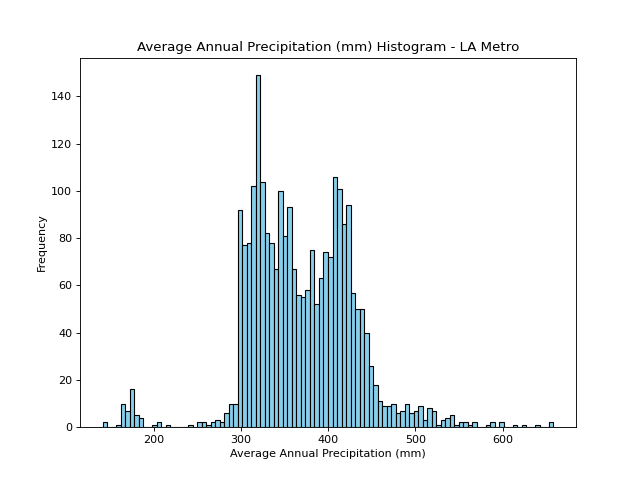 Average Annual Precipitation (mm) Histogram - LA Metro
140
120
100
80
60
40
20
0
Frequency
200 300 400 500 600
Average Annual Precipitation (mm)